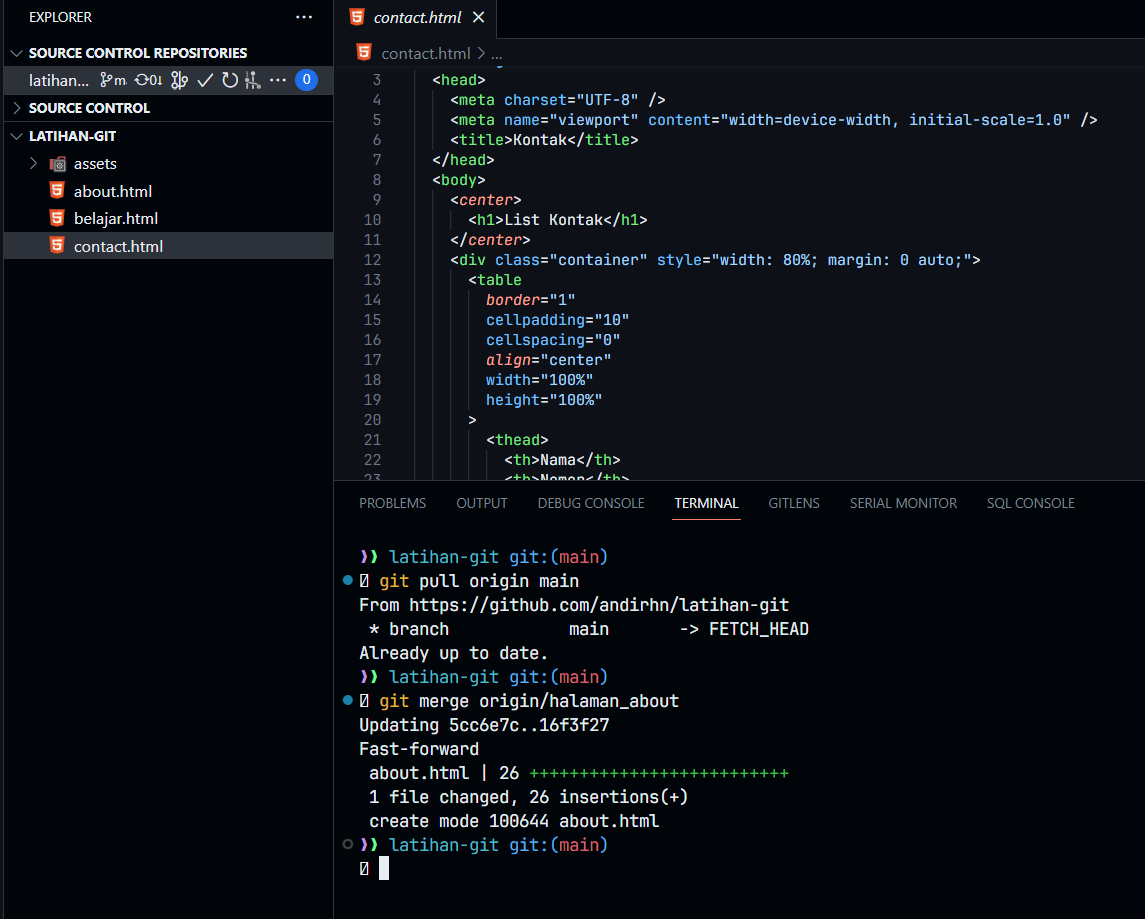 EXPLORER
SOURCE CONTROL REPOSITORIES
latihan... m. 0↓ ... 0
SOURCE CONTROL
LATIHAN-GIT
assets
about.html
belajar.html
contact.html
contact.html
contact.html > ...
3 <head>
4 <meta charset="UTF-8" />
5 <meta name="viewport" content="width=device-width, initial-scale=1.0" />
6 <title>Kontak</title>
7 </head>
8 <body>
9 <center>
10 <h1>List Kontak</h1>
11 </center>
12 <div class="container" style="width: 80%; margin: 0 auto;">
13 <table
14 border="1"
15 cellpadding="10"
16 cellspacing="0"
17 align="center"
18 width="100%"
19 height="100%"
20 >
21 <thead>
22 <th>Nama</th>
23 <th>Nomor</th>
PROBLEMS OUTPUT DEBUG CONSOLE TERMINAL GITLENS SERIAL MONITOR SQL CONSOLE
❱❱ latihan-git git:(main)
git pull origin main
From https://github.com/andirhn/latihan-git
* branch main -> FETCH_HEAD
Already up to date.
❱❱ latihan-git git:(main)
git merge origin/halaman_about
Updating 5cc6e7c..16f3f27
Fast-forward
about.html | 26 ++++++++++++++++++++++++++
1 file changed, 26 insertions(+)
create mode 100644 about.html
❱❱ latihan-git git:(main)